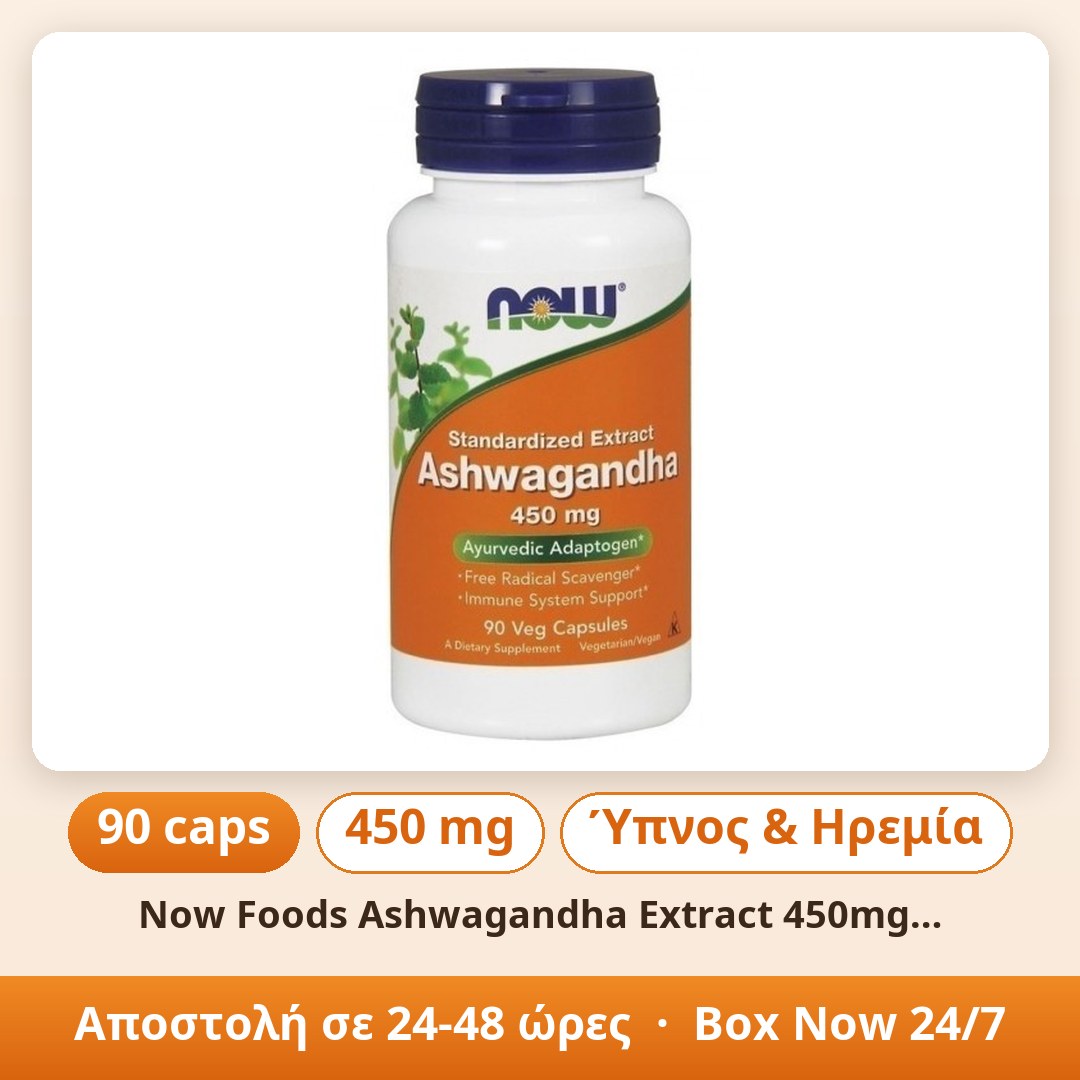 now®
Standardized Extract
Ashwagandha
450 mg
Ayurvedic Adaptogen*
·Free Radical Scavenger*
·Immune System Support*
90 Veg Capsules
K
A Dietary Supplement Vegetarian/Vegan
90 caps 450 mg Ύπνος & Ηρεμία
Now Foods Ashwagandha Extract 450mg...
Αποστολή σε 24-48 ώρες · Box Now 24/7